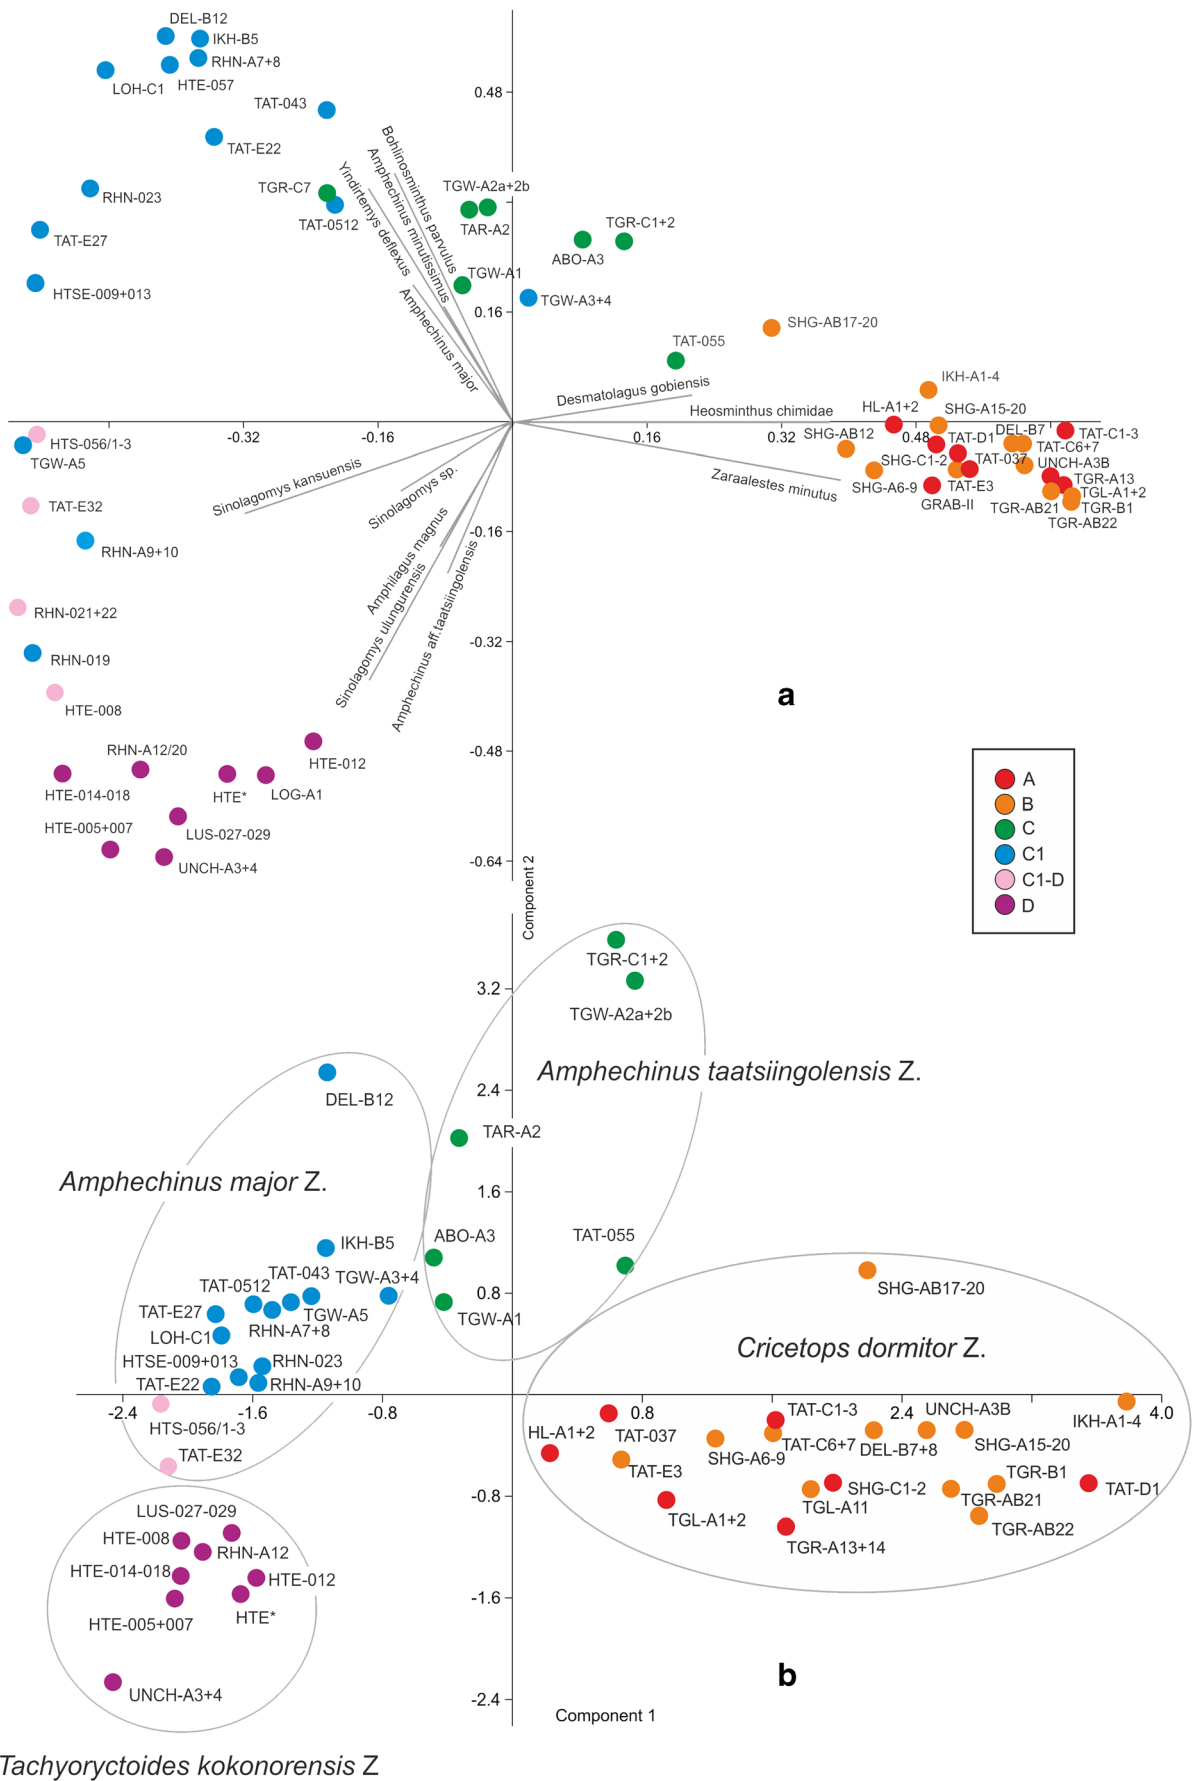 DEL-B12
IKH-B5
RHN-A7+8
LOH-C1
HTE-057
0.48
TAT-043
TAT-E22
Bohlinosminthus parvulus
Amphechinus minutissimus
Yindirtemys deflexus
Amphechinus major
TGR-C7
TGW-A2a+2b
RHN-023
TAT-0512
TAR-A2
TGR-C1+2
TAT-E27
ABO-A3
TGW-A1
HTSE-009+013
TGW-A3+4
0.16
SHG-AB17-20
TAT-055
IKH-A1-4
Desmatolagus gobiensis
Heosminthus chimidae
HL-A1+2
SHG-A15-20
-0.32
-0.16
0.16
0.32
0.48
SHG-AB12
DEL-B7
TAT-C1-3
HTS-056/1-3
TAT-D1
TAT-C6+7
TGW-A5
SHG-C1-2
TAT-037
UNCH-A3B
Sinolagomys kansuensis
Sinolagomys sp.
Zaraalestes minutus
SHG-A6-9
TAT-E3
TGR-A13
TGL-A1+2
TAT-E32
GRAB-II
TGR-AB21
TGR-B1
TGR-AB22
RHN-A9+10
-0.16
Amphilagus magnus
Sinolagomys ulungurensis
Amphechinus aff.taatsiingolensis
RHN-021+22
-0.32
RHN-019
HTE-008
a
RHN-A12/20
-0.48
HTE-012
HTE-014-018
HTE*
LOG-A1
HTE-005+007
LUS-027-029
UNCH-A3+4
-0.64
Component 2
A
B
C
C1
C1-D
D
TGR-C1+2
3.2
TGW-A2a+2b
Amphechinus taatsiingolensis Z.
2.4
DEL-B12
TAR-A2
Amphechinus major Z.
1.6
ABO-A3
TAT-055
IKH-B5
TAT-043
TGW-A3+4
TAT-0512
0.8
SHG-AB17-20
TAT-E27
TGW-A5
TGW-A1
RHN-A7+8
LOH-C1
Cricetops dormitor Z.
HTSE-009+013
RHN-023
TAT-E22
RHN-A9+10
-2.4
-1.6
-0.8
0.8
2.4
4.0
TAT-C1-3
UNCH-A3B
IKH-A1-4
HTS-056/1-3
HL-A1+2
TAT-037
TAT-C6+7
DEL-B7+8
SHG-A15-20
TAT-E32
SHG-A6-9
TAT-E3
TGR-B1
-0.8
SHG-C1-2
TAT-D1
TGL-A11
TGR-AB21
LUS-027-029
TGL-A1+2
TGR-AB22
HTE-008
RHN-A12
TGR-A13+14
HTE-014-018
HTE-012
-1.6
HTE-005+007
HTE*
b
UNCH-A3+4
-2.4
Component 1
Tachyoryctoides kokonorensis Z